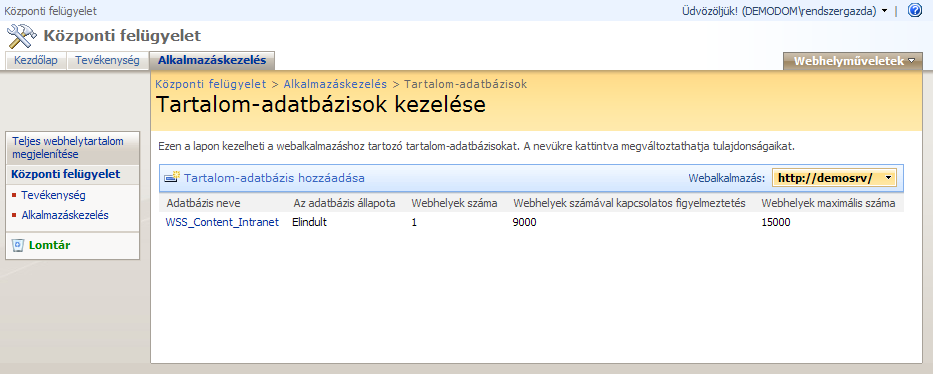 Központi felügyelet
Üdvözöljük! (DEMODOM\rendszergazda)
Központi felügyelet
Kezdőlap Tevékenység Alkalmazáskezelés
Webhelyműveletek
Központi felügyelet > Alkalmazáskezelés > Tartalom-adatbázisok
Tartalom-adatbázisok kezelése
Teljes webhelytartalom
megjelenítése
Központi felügyelet
Tevékenység
Alkalmazáskezelés
Lomtár
Ezen a lapon kezelheti a webalkalmazáshoz tartozó tartalom-adatbázisokat. A nevükre kattintva megváltoztathatja tulajdonságaikat.
Tartalom-adatbázis hozzáadása
Webalkalmazás: http://demosrv/
Adatbázis neve Az adatbázis állapota Webhelyek száma Webhelyek számával kapcsolatos figyelmeztetés Webhelyek maximális száma
WSS_Content_Intranet Elindult 1 9000 15000